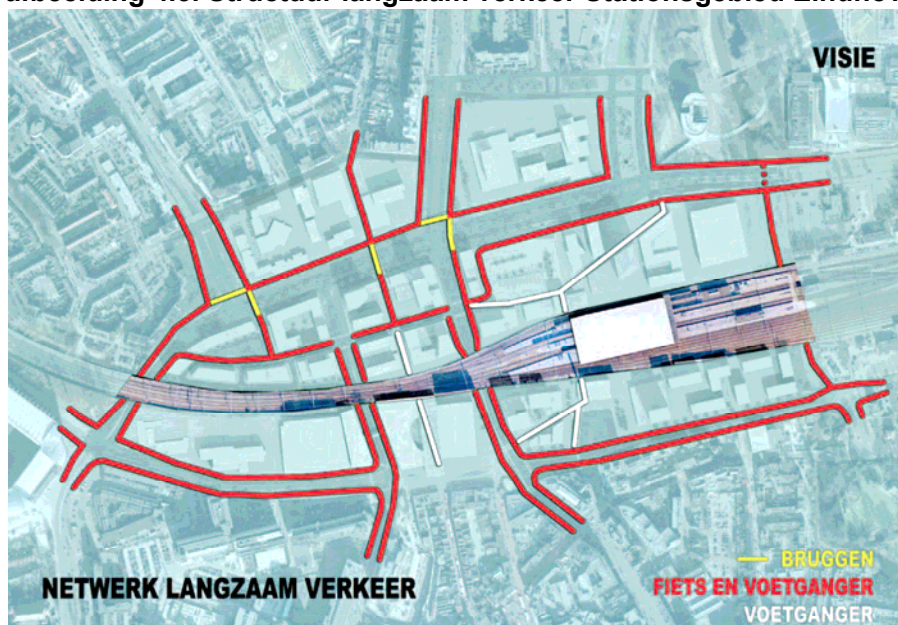 Structuur langzaam verkeer Stationsgebied
VISIE
BRUGGEN
NETWERK LANGZAAM VERKEER
FIETS EN VOETGANGER
VOETGANGER